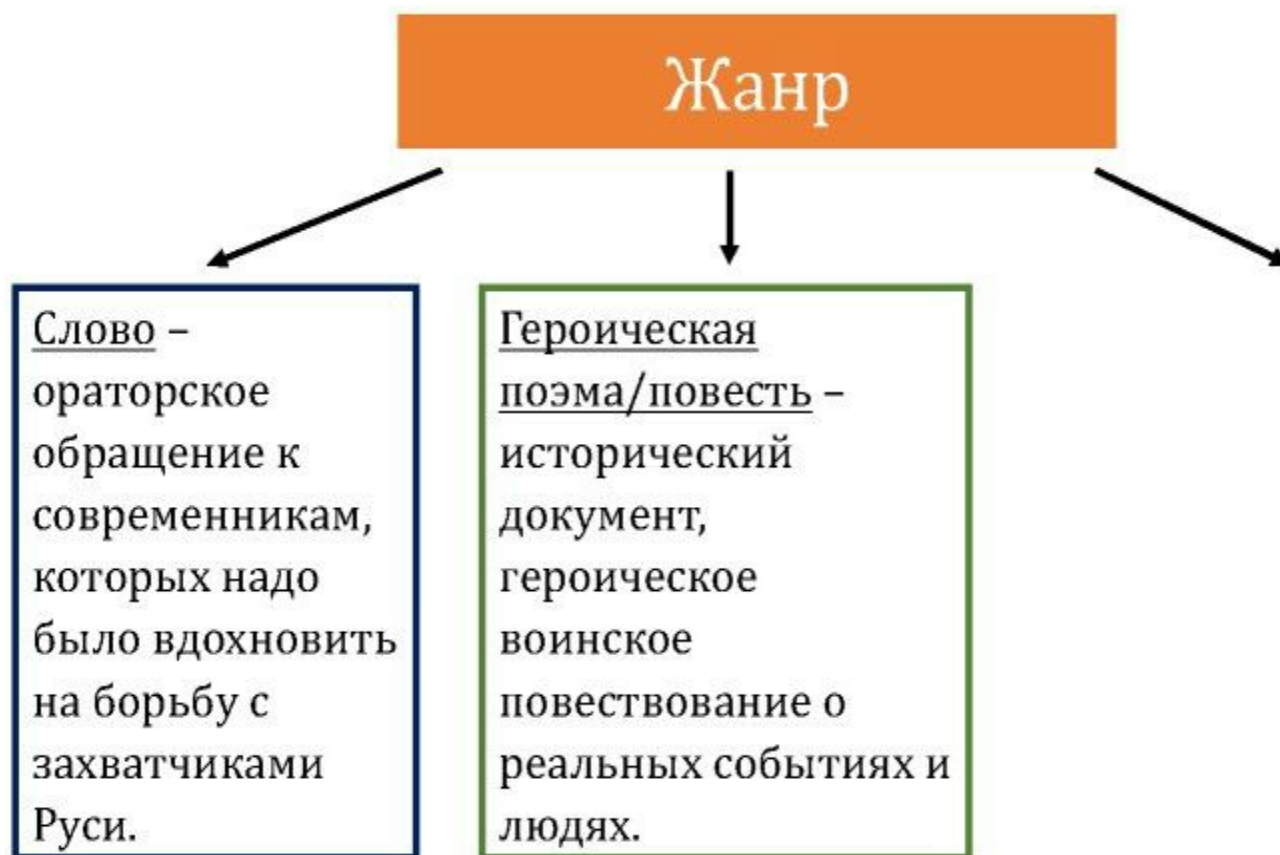 Жанр
Слово –
ораторское
обращение к
современникам,
которых надо
было вдохновить
на борьбу с
захватчиками
Руси.
Героическая
поэма/повесть –
исторический
документ,
героическое
воинское
повествование о
реальных событиях и
людях.